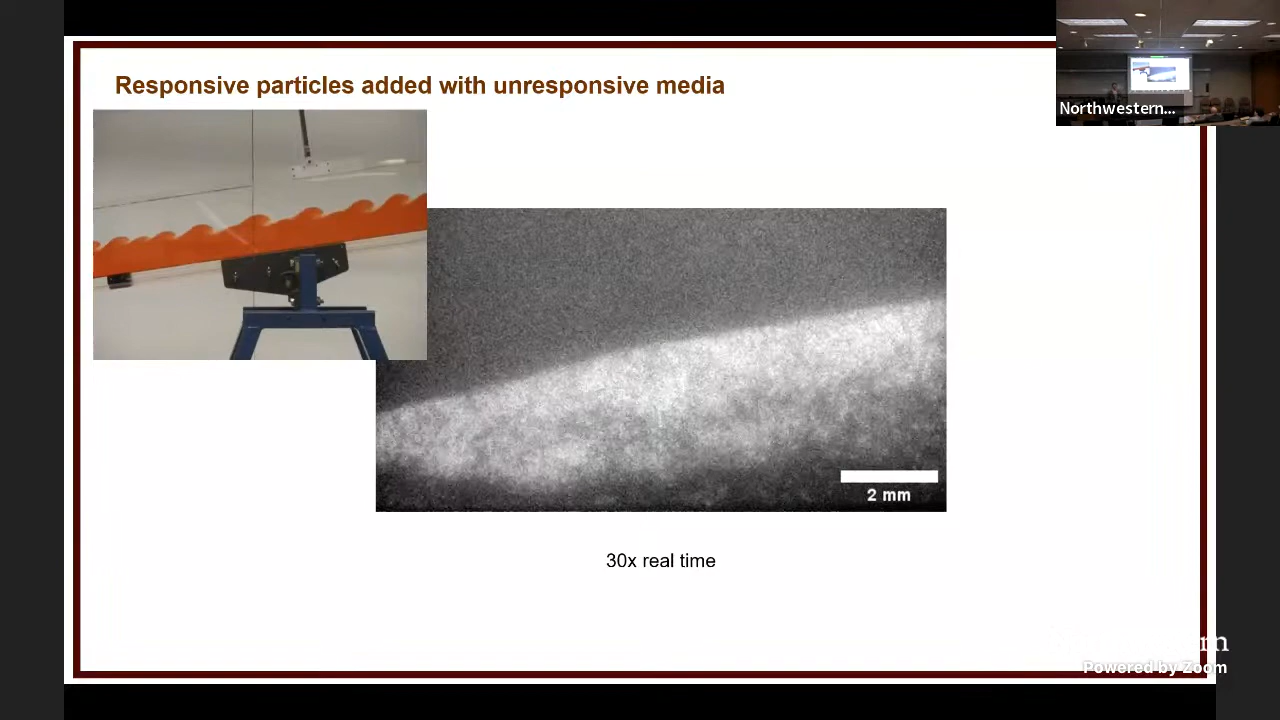 Responsive particles added with unresponsive media
Northwestern...
2 mm
30x real time
Powered by Zoom